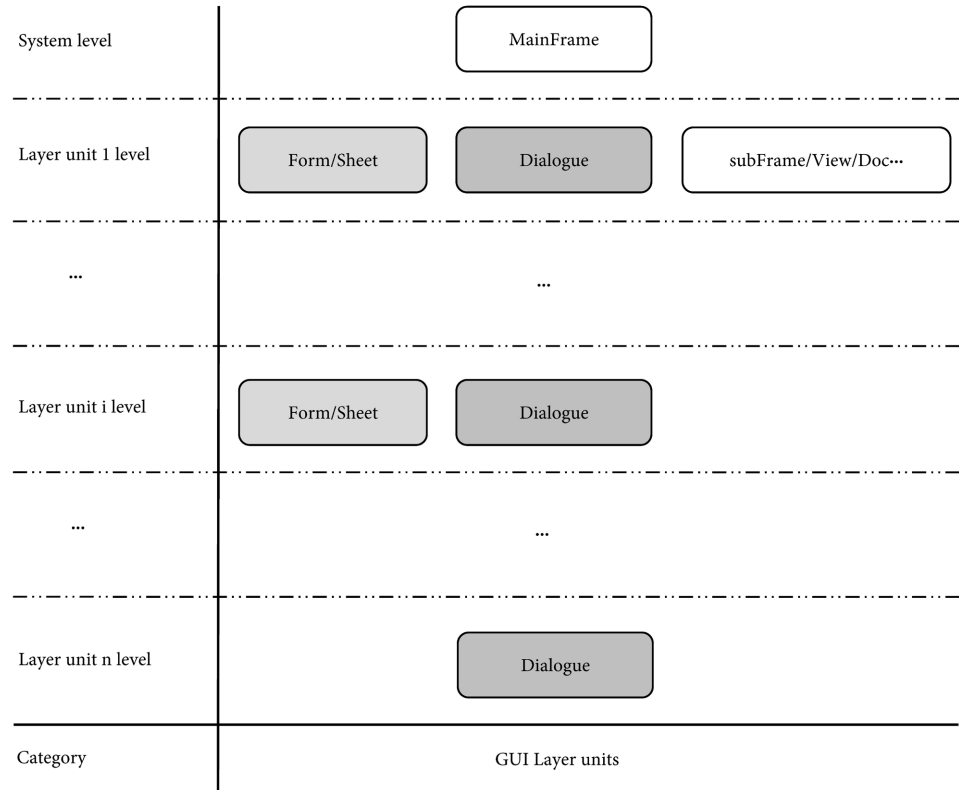 System level
MainFrame
Layer unit 1 level
Form/Sheet
Dialogue
subFrame/View/Doc···
...
...
Layer unit i level
Form/Sheet
Dialogue
...
...
Layer unit n level
Dialogue
Category
GUI Layer units